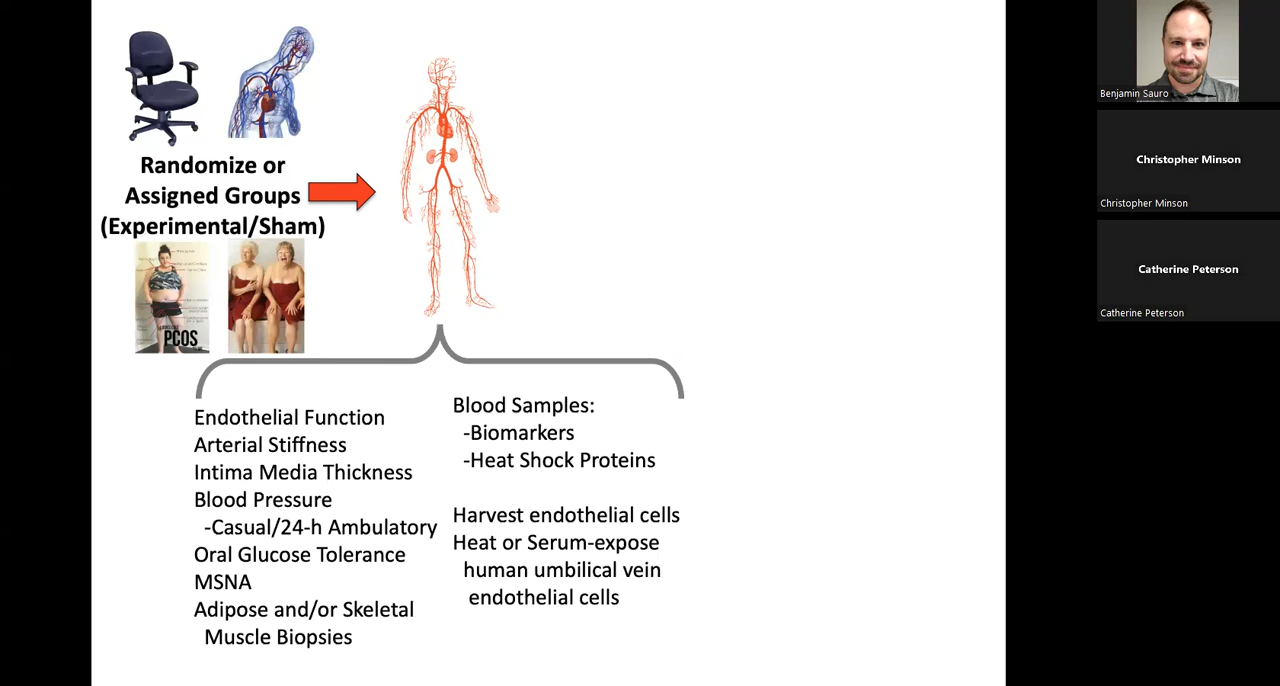 Randomize or
Assigned Groups
(Experimental/Sham)
PCOS
Endothelial Function
Arterial Stiffness
Intima Media Thickness
Blood Pressure
-Casual/24-h Ambulatory
Oral Glucose Tolerance
MSNA
Adipose and/or Skeletal
Muscle Biopsies
Blood Samples:
-Biomarkers
-Heat Shock Proteins
Harvest endothelial cells
Heat or Serum-expose
human umbilical vein
endothelial cells
Benjamin Sauro
Christopher Minson
Christopher Minson
Catherine Peterson
Catherine Peterson